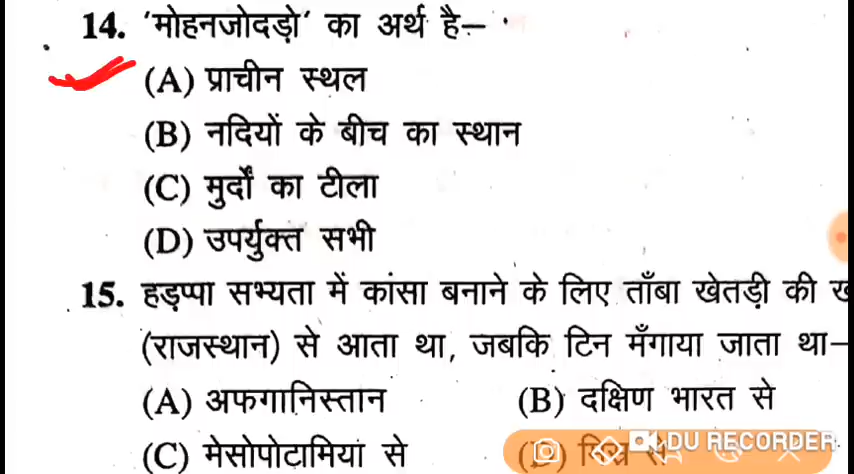 14. ‘मोहनजोदड़ो’ का अर्थ है–
(A) प्राचीन स्थल
(B) नदियों के बीच का स्थान
(C) मुर्दों का टीला
(D) उपर्युक्त सभी
15. हड़प्पा सभ्यता में कांसा बनाने के लिए ताँबा खेतड़ी की
(राजस्थान) से आता था, जबकि टिन मँगाया जाता था–
(A) अफगानिस्तान (B) दक्षिण भारत से
(C) मेसोपोटामिया से (D) से
DU RECORDER